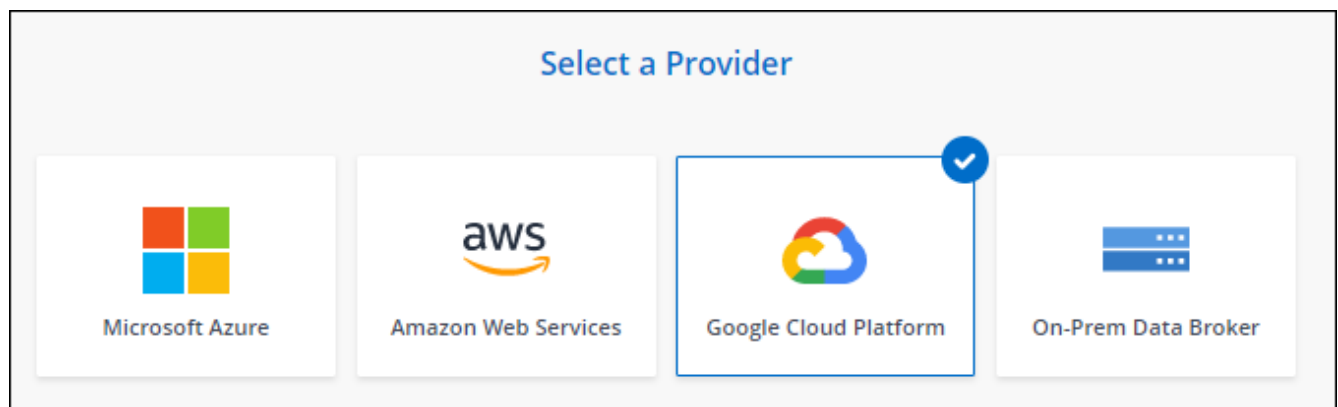 Select a Provider
aws
Microsoft Azure
Amazon Web Services
Google Cloud Platform
On-Prem Data Broker